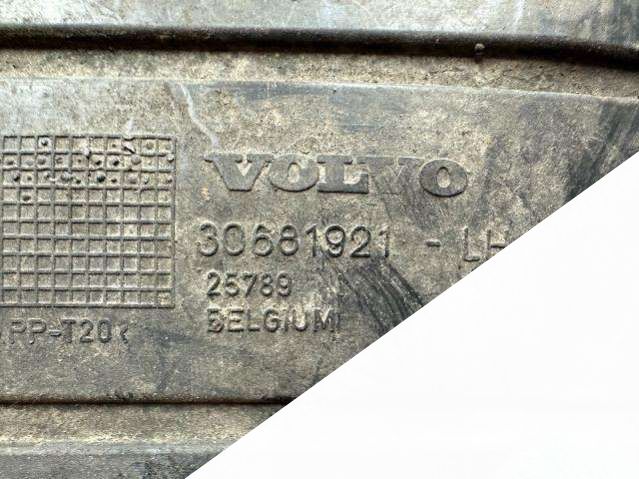 VOLVO
30681921 - LH
25789
BELGIUM
>PP-T20<